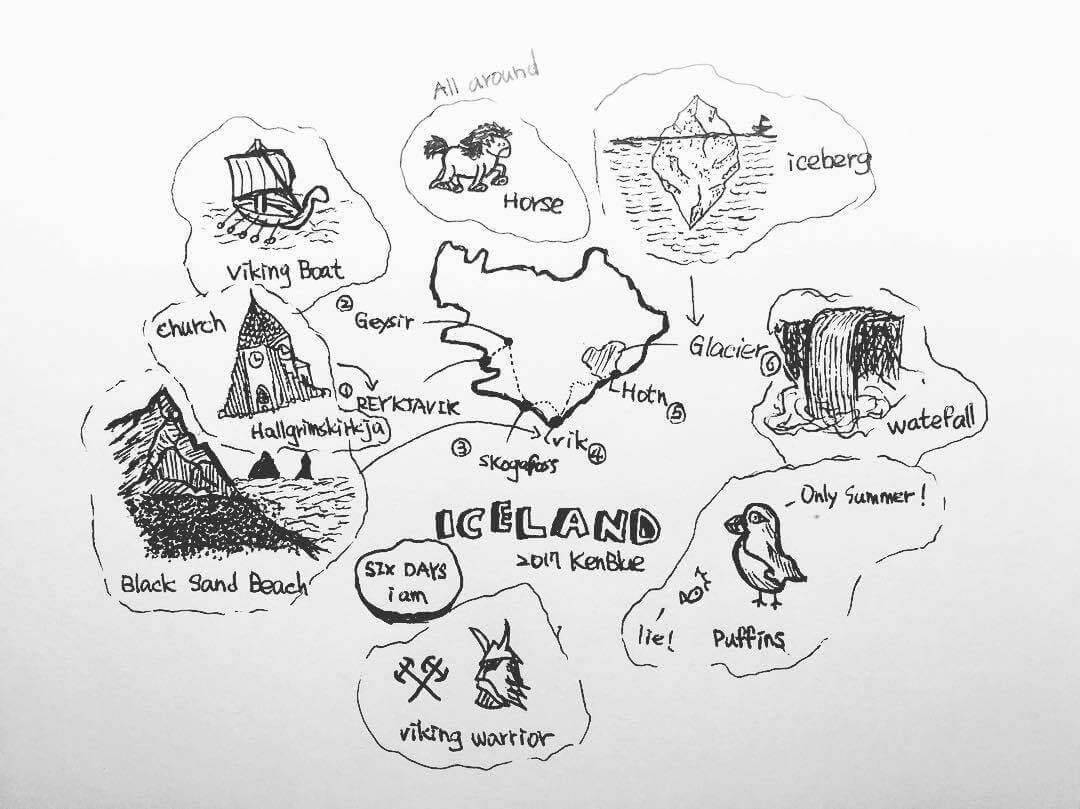 All around
Horse
iceberg
Viking Boat
② Geysir
church
Glacier ⑥
① REYKJAVIK
Hotn ⑤
Hallgrimskirkja
③ Skogafoss
vik ④
watefall
ICELAND
2017 KenBlue
Only Summer!
SIX DAYS
i am
Black Sand Beach
lie!
Puffins
viking warrior